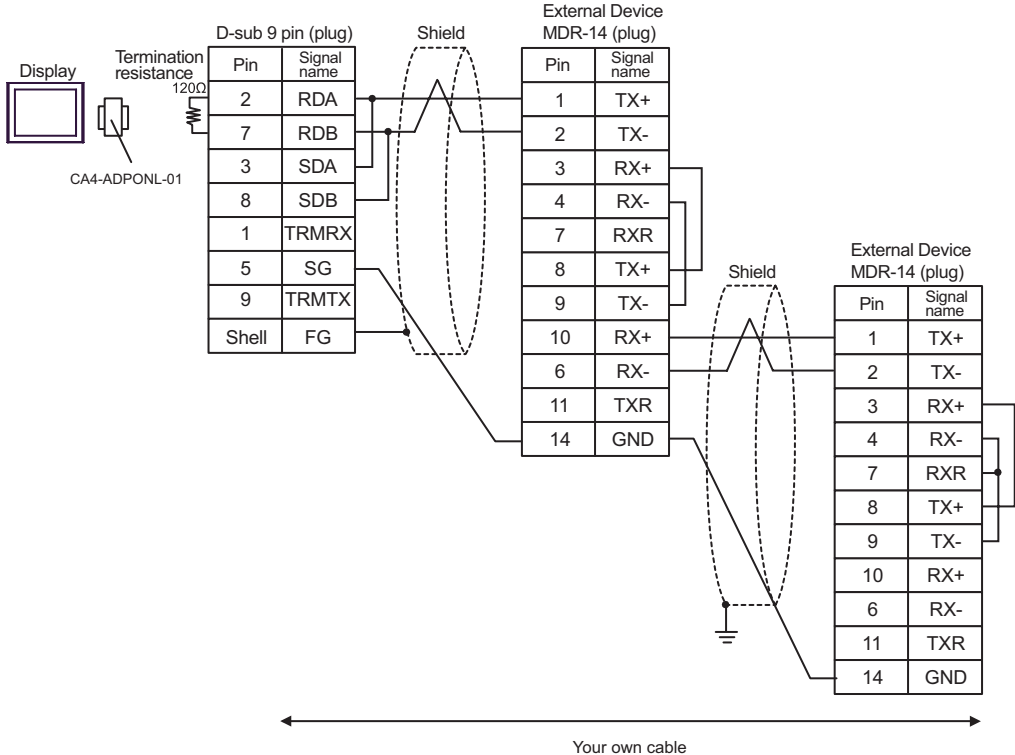 Display
CA4-ADPONL-01
Termination
resistance
120Ω
D-sub 9 pin (plug)
Pin Signal name
2 RDA
7 RDB
3 SDA
8 SDB
1 TRMRX
5 SG
9 TRMTX
Shell FG
Shield
External Device
MDR-14 (plug)
Pin Signal name
1 TX+
2 TX-
3 RX+
4 RX-
7 RXR
8 TX+
9 TX-
10 RX+
6 RX-
11 TXR
14 GND
Shield
External Device
MDR-14 (plug)
Pin Signal name
1 TX+
2 TX-
3 RX+
4 RX-
7 RXR
8 TX+
9 TX-
10 RX+
6 RX-
11 TXR
14 GND
Your own cable